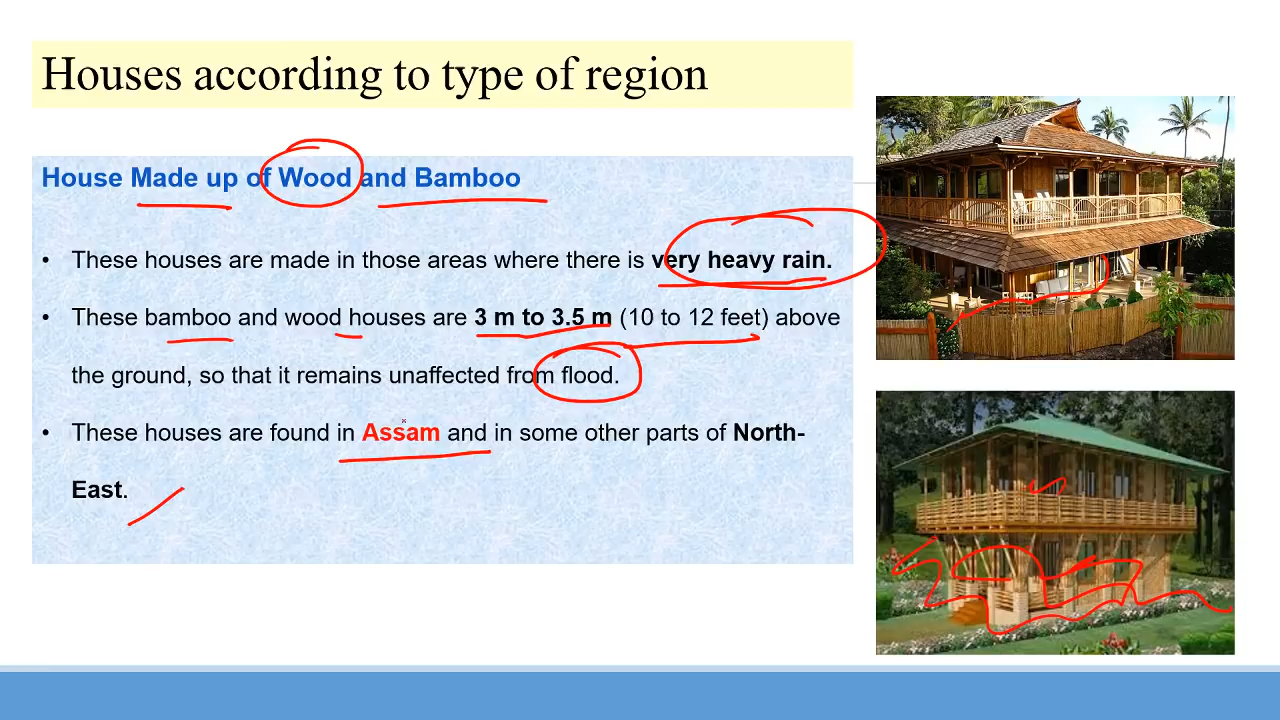 Houses according to type of region
House Made up of Wood and Bamboo
• These houses are made in those areas where there is very heavy rain.
• These bamboo and wood houses are 3 m to 3.5 m (10 to 12 feet) above
the ground, so that it remains unaffected from flood.
• These houses are found in Assam and in some other parts of North-
East.